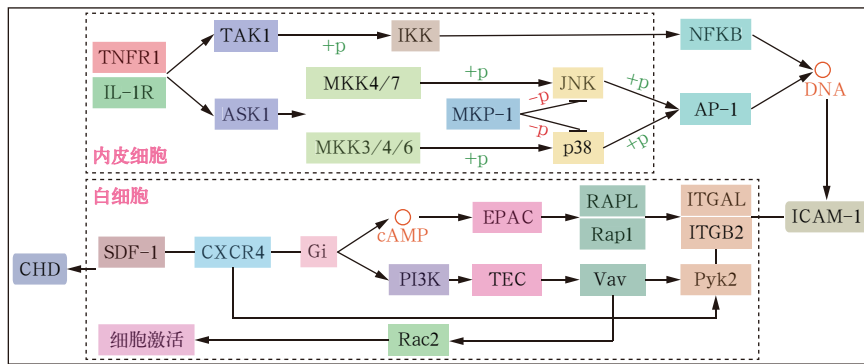 TAK1 +p IKK NFKB
TNFR1
IL-1R
MKK4/7 +p JNK +p DNA
ASK1 MKP-1 -p AP-1
-p
MKK3/4/6 +p p38 +p
内皮细胞
白细胞
RAPL ITGAL
cAMP EPAC ICAM-1
Rap1 ITGB2
SDF-1 CXCR4 Gi
CHD
PI3K TEC Vav Pyk2
细胞激活 Rac2